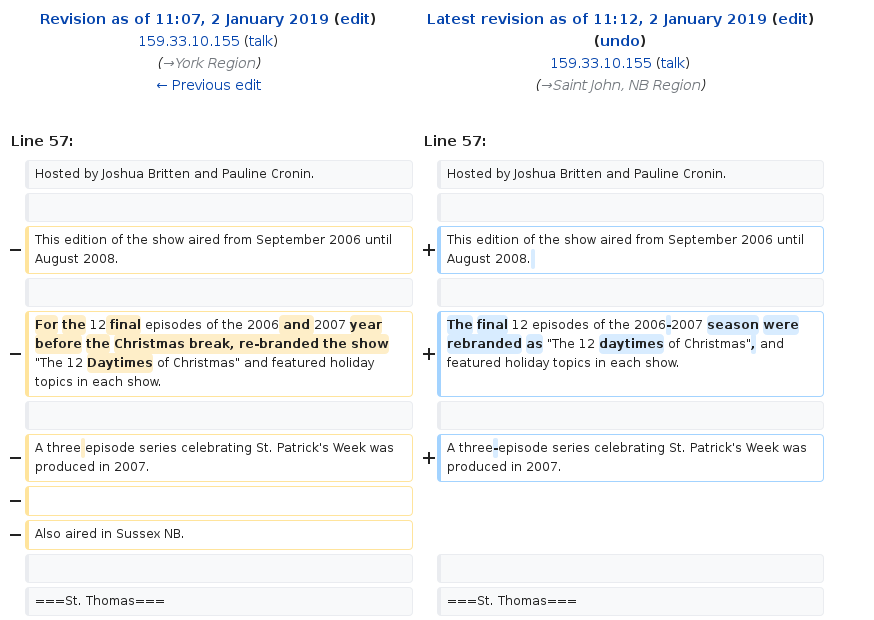 Revision as of 11:07, 2 January 2019 (edit)
159.33.10.155 (talk)
(→York Region)
← Previous edit
Latest revision as of 11:12, 2 January 2019 (edit)
(undo)
159.33.10.155 (talk)
(→Saint John, NB Region)
Line 57:
Line 57:
Hosted by Joshua Britten and Pauline Cronin.
Hosted by Joshua Britten and Pauline Cronin.
− This edition of the show aired from September 2006 until
August 2008.
+ This edition of the show aired from September 2006 until
August 2008.
− For the 12 final episodes of the 2006 and 2007 year
before the Christmas break, re-branded the show
"The 12 Daytimes of Christmas" and featured holiday
topics in each show.
+ The final 12 episodes of the 2006-2007 season were
rebranded as "The 12 daytimes of Christmas", and
featured holiday topics in each show.
− A three episode series celebrating St. Patrick's Week was
produced in 2007.
+ A three-episode series celebrating St. Patrick's Week was
produced in 2007.
−
− Also aired in Sussex NB.
===St. Thomas===
===St. Thomas===